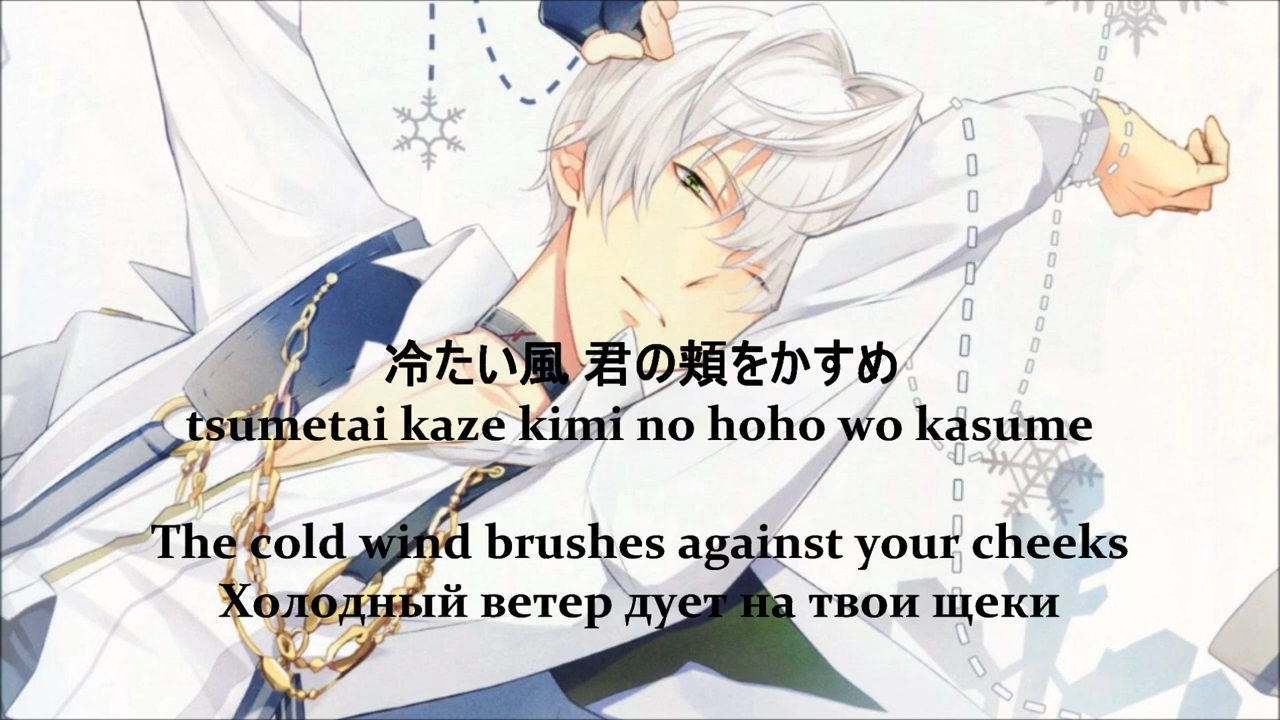 冷たい風 君の頬をかすめ
tsumetai kaze kimi no hoho wo kasume
The cold wind brushes against your cheeks
Холодный ветер дует на твои щеки